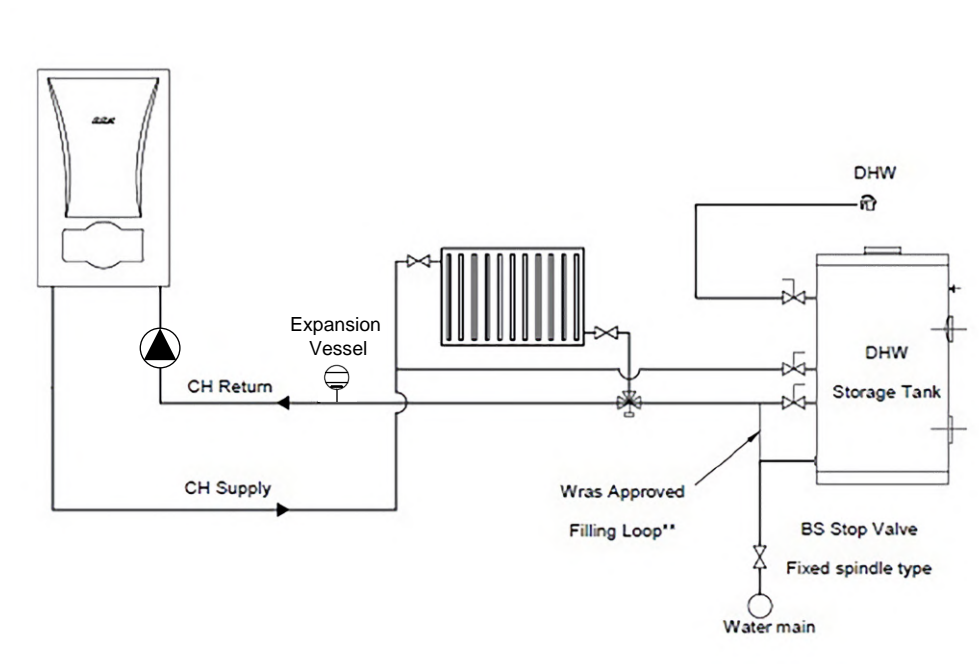 DHW
Expansion
Vessel
DHW
Storage Tank
CH Return
CH Supply
Wras Approved
Filling Loop**
BS Stop Valve
Fixed spindle type
Water main